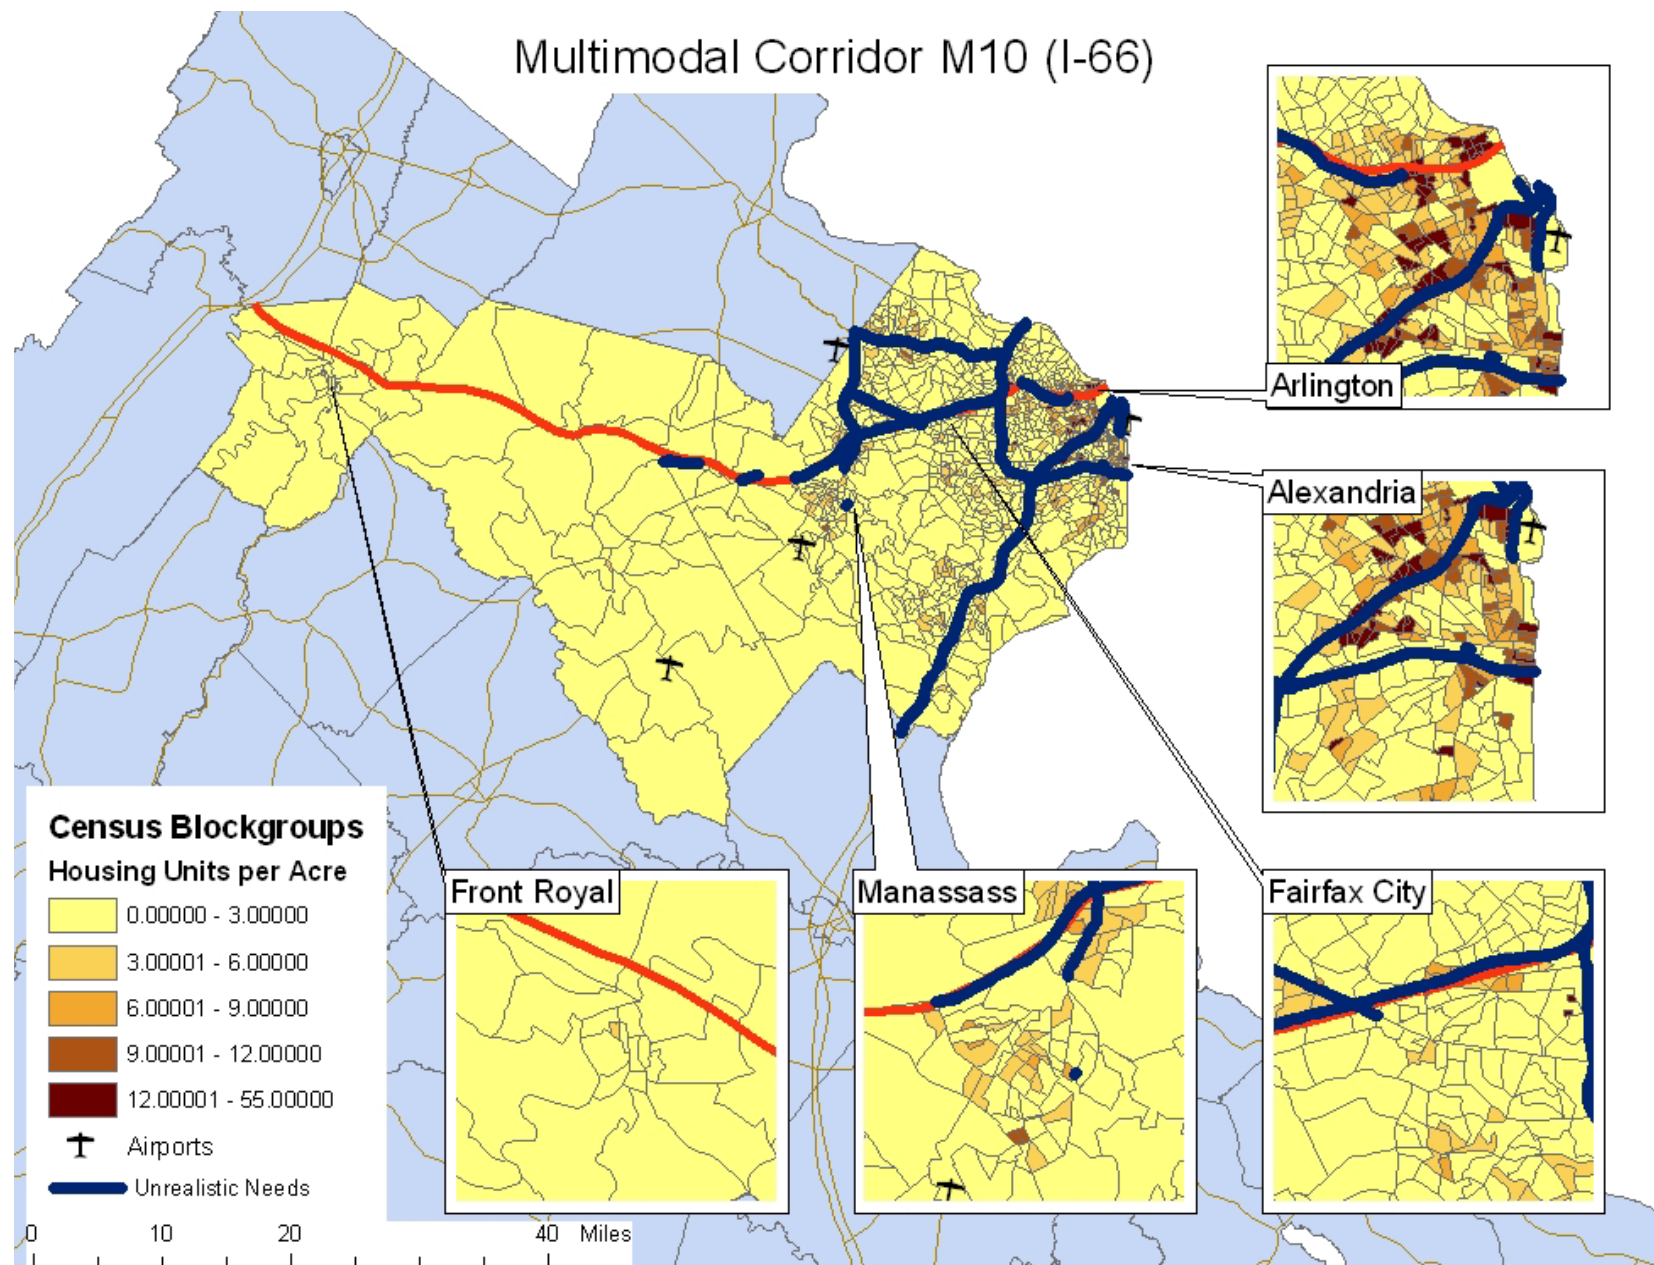 Multimodal Corridor M10 (I-66)
Arlington
Alexandria
Census Blockgroups
Housing Units per Acre
0.00000 - 3.00000
3.00001 - 6.00000
6.00001 - 9.00000
9.00001 - 12.00000
12.00001 - 55.00000
Airports
Unrealistic Needs
0 10 20 40 Miles
Front Royal
Manassass
Fairfax City